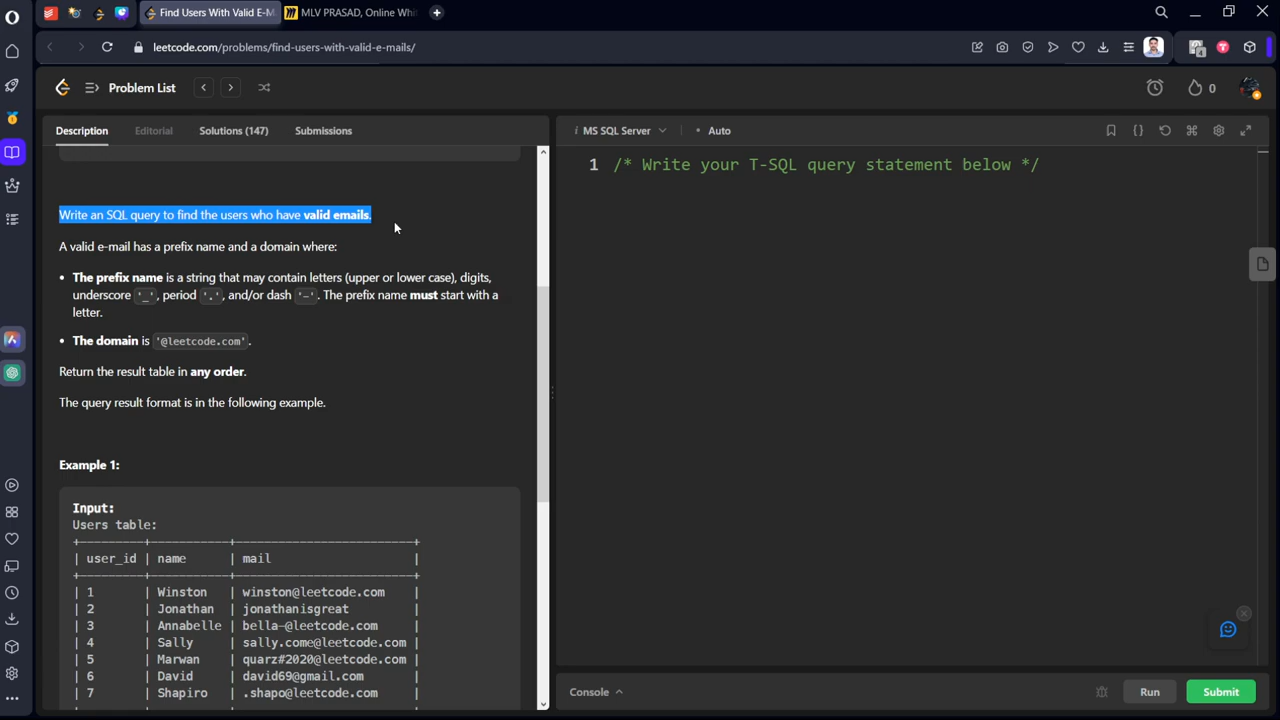 Find Users With Valid E-M
MLV PRASAD, Online Whi
leetcode.com/problems/find-users-with-valid-e-mails/
Problem List
0
Description
Editorial
Solutions (147)
Submissions
i MS SQL Server
• Auto
1 /* Write your T-SQL query statement below */
Write an SQL query to find the users who have valid emails.
A valid e-mail has a prefix name and a domain where:
• The prefix name is a string that may contain letters (upper or lower case), digits,
underscore '_', period '.', and/or dash '-'. The prefix name must start with a
letter.
• The domain is '@leetcode.com'.
Return the result table in any order.
The query result format is in the following example.
Example 1:
Input:
Users table:
+---------+-----------+-------------------------+
| user_id | name | mail |
+---------+-----------+-------------------------+
| 1 | Winston | winston@leetcode.com |
| 2 | Jonathan | jonathanisgreat |
| 3 | Annabelle | bella-@leetcode.com |
| 4 | Sally | sally.come@leetcode.com |
| 5 | Marwan | quarz#2020@leetcode.com |
| 6 | David | david69@gmail.com |
| 7 | Shapiro | .shapo@leetcode.com |
Console
Run
Submit